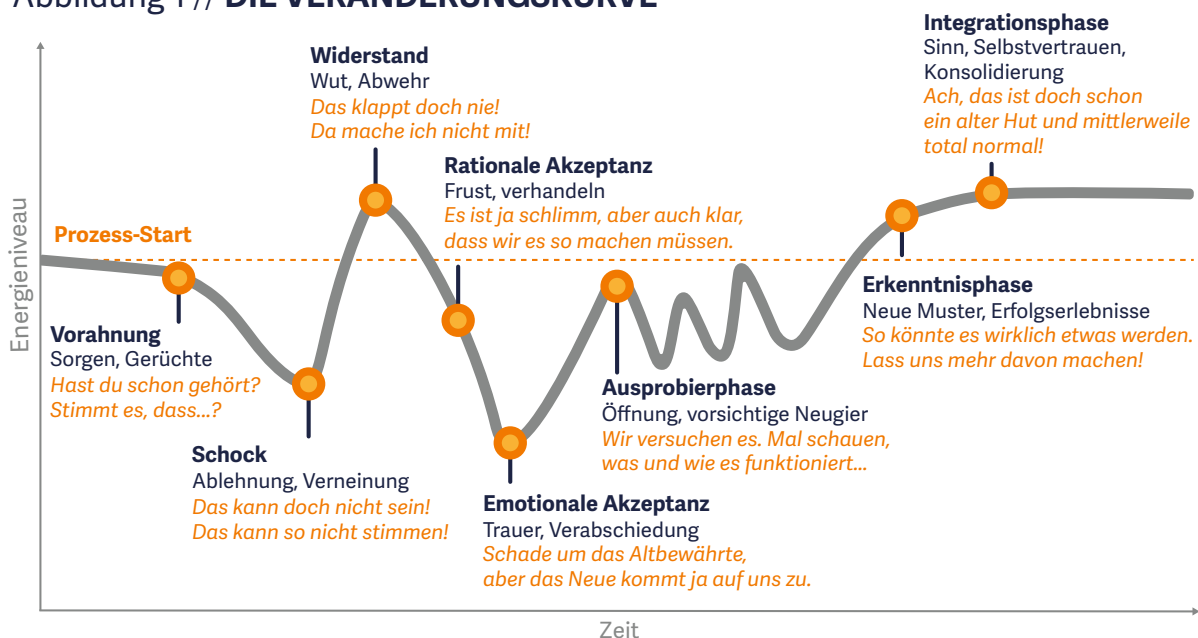 Abbildung 1 // DIE VERÄNDERUNGSKURVE
Integrationsphase
Sinn, Selbstvertrauen,
Konsolidierung
Ach, das ist doch schon
ein alter Hut und mittlerweile
total normal!
Widerstand
Wut, Abwehr
Das klappt doch nie!
Da mache ich nicht mit!
Rationale Akzeptanz
Frust, verhandeln
Es ist ja schlimm, aber auch klar,
dass wir es so machen müssen.
Prozess-Start
Energieniveau
Vorahnung
Sorgen, Gerüchte
Hast du schon gehört?
Stimmt es, dass...?
Erkenntnisphase
Neue Muster, Erfolgserlebnisse
So könnte es wirklich etwas werden.
Lass uns mehr davon machen!
Ausprobierphase
Öffnung, vorsichtige Neugier
Wir versuchen es. Mal schauen,
was und wie es funktioniert...
Schock
Ablehnung, Verneinung
Das kann doch nicht sein!
Das kann so nicht stimmen!
Emotionale Akzeptanz
Trauer, Verabschiedung
Schade um das Altbewährte,
aber das Neue kommt ja auf uns zu.
Zeit